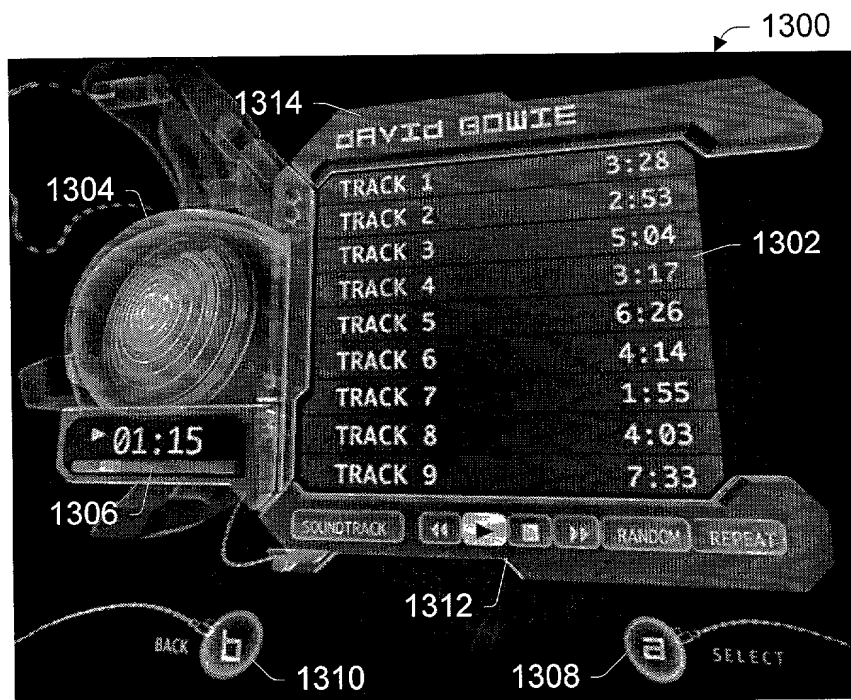 1300
1314
dAVId BOWIE
TRACK 1 3:28
1304
TRACK 2 2:53
TRACK 3 5:04
1302
TRACK 4 3:17
TRACK 5 6:26
TRACK 6 4:14
TRACK 7 1:55
01:15
TRACK 8 4:03
TRACK 9 7:33
1306
SOUNDTRACK RANDOM REPEAT
1312
BACK b 1310 1308 a SELECT